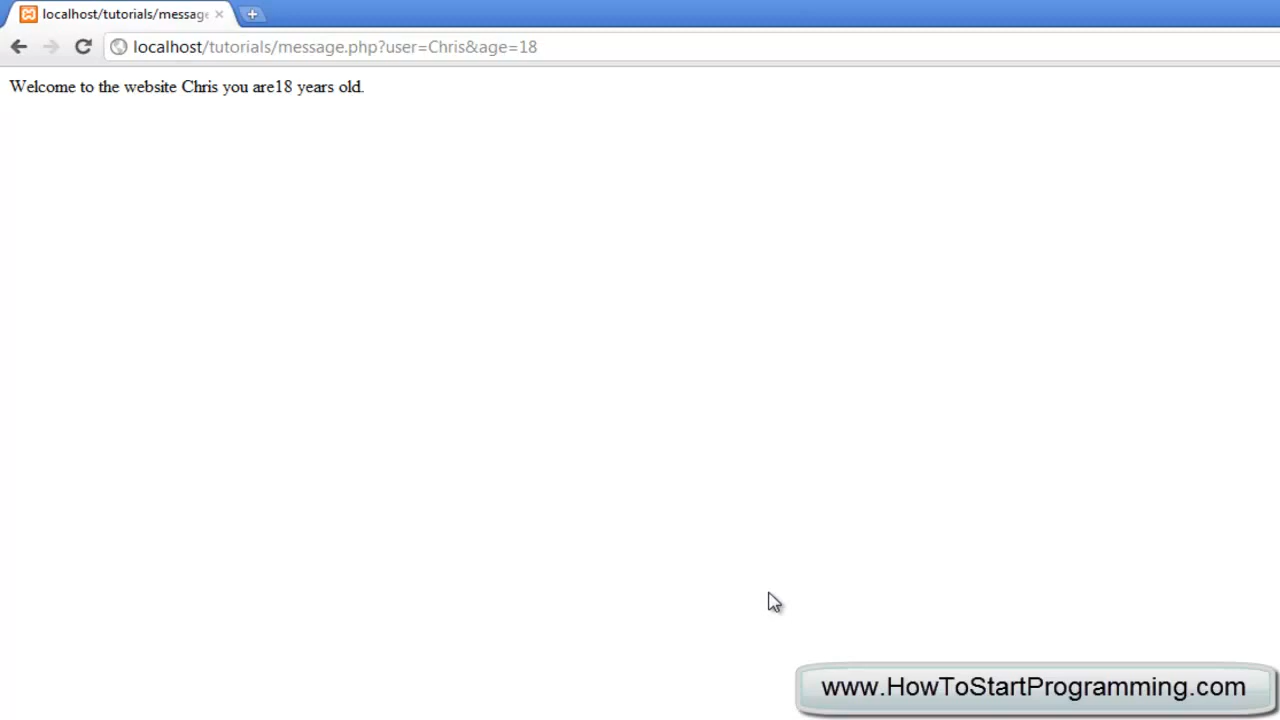 localhost/tutorials/message
localhost/tutorials/message.php?user=Chris&age=18
Welcome to the website Chris you are18 years old.
www.HowToStartProgramming.com